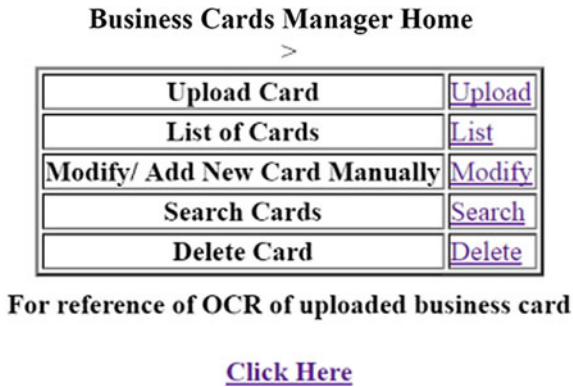 Business Cards Manager Home
>
Upload Card Upload
List of Cards List
Modify/ Add New Card Manually Modify
Search Cards Search
Delete Card Delete
For reference of OCR of uploaded business card
Click Here